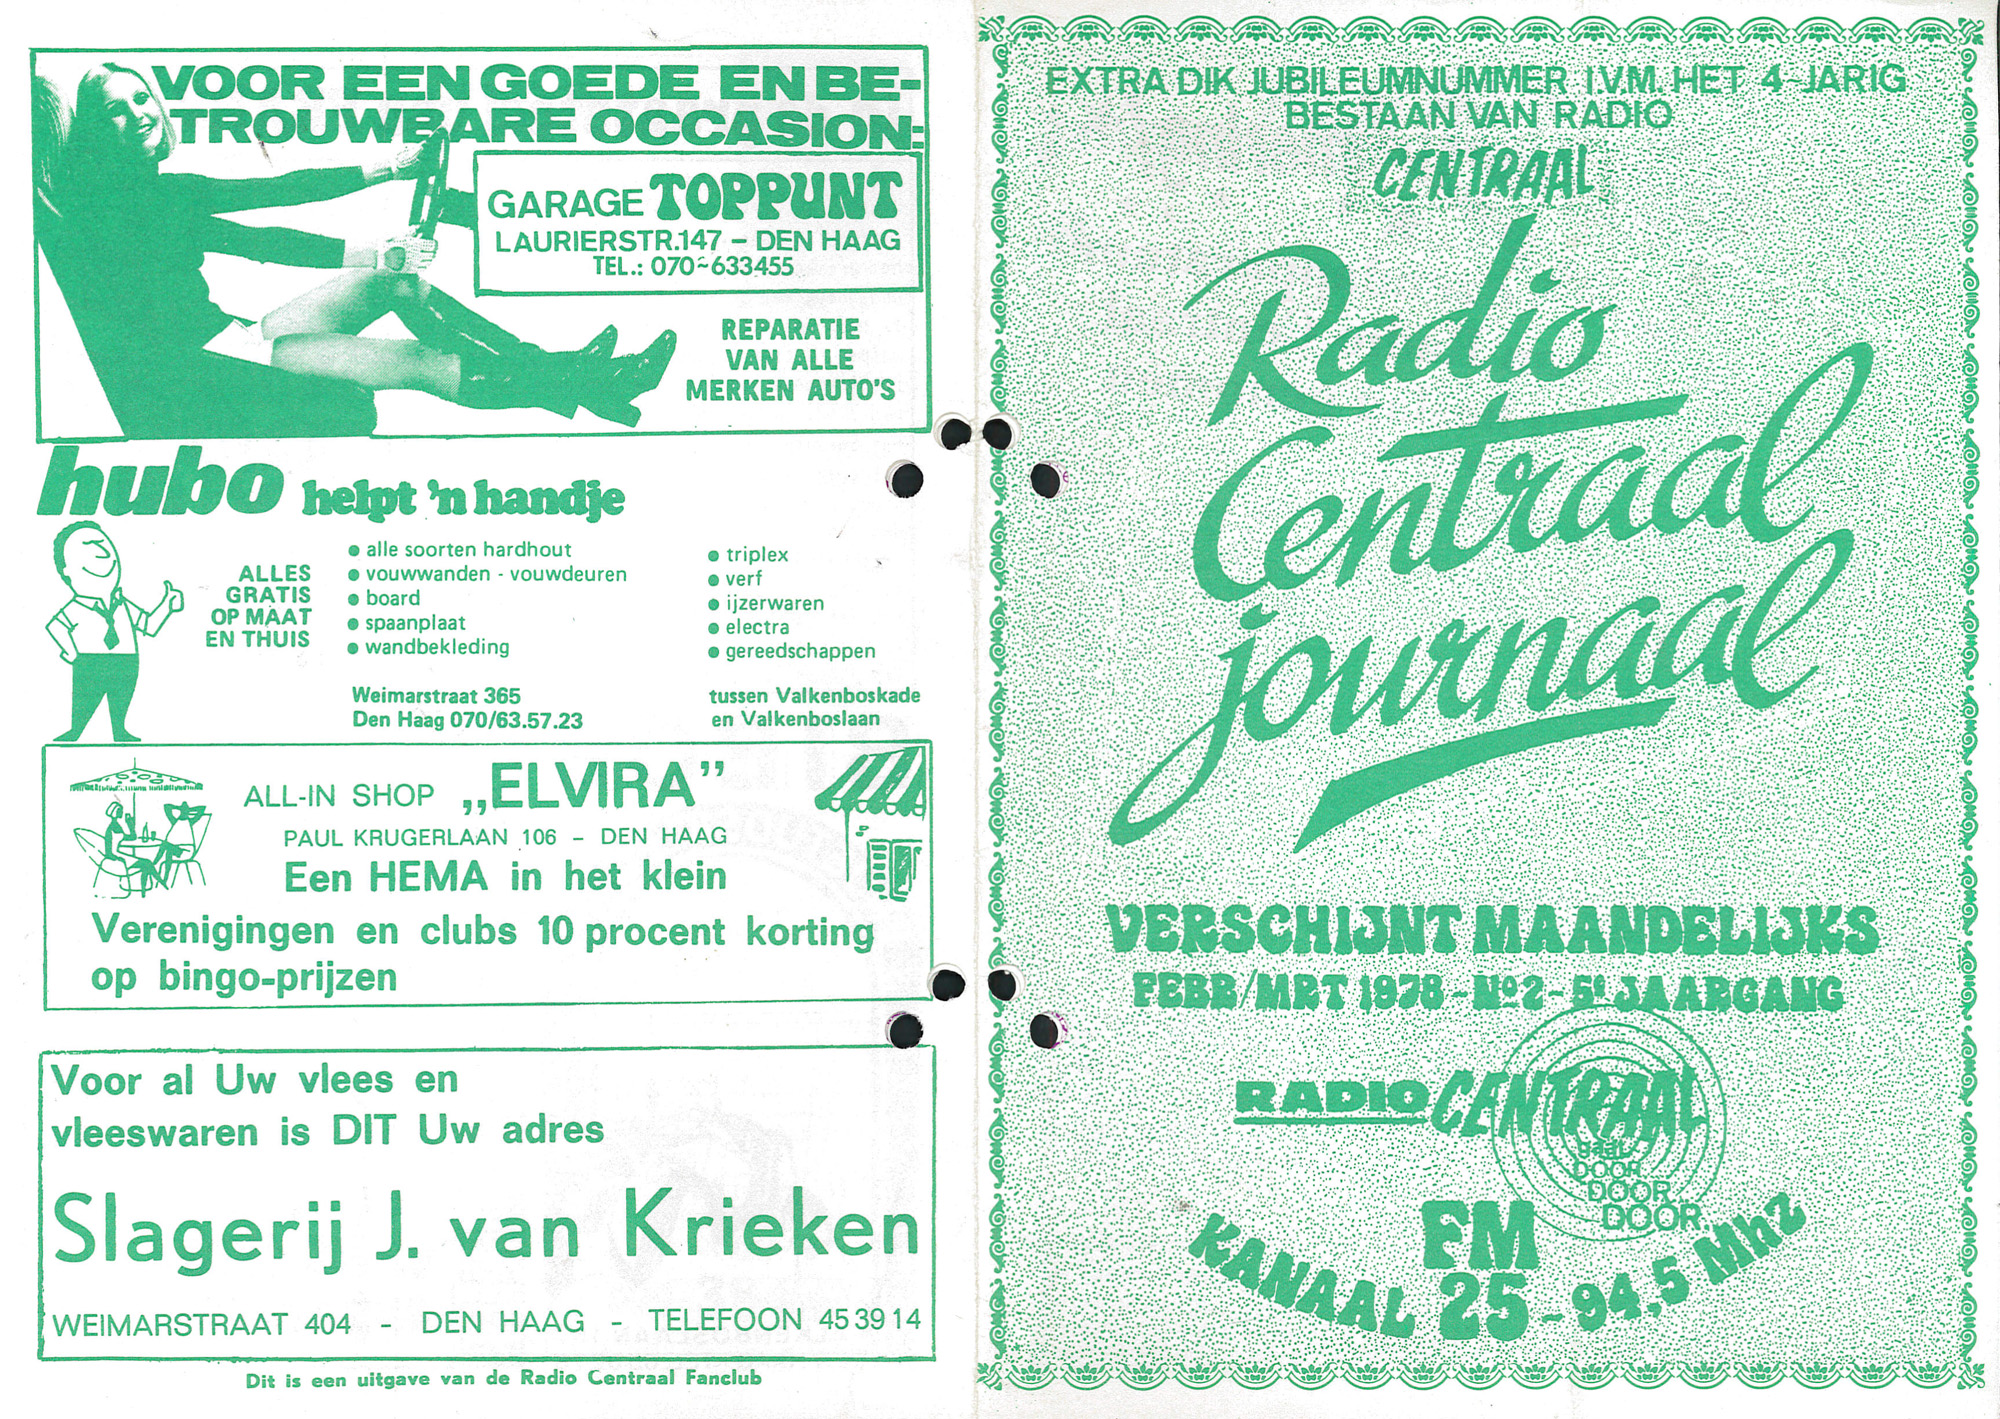 VOOR EEN GOEDE EN BE-
TROUWBARE OCCASION:
GARAGE TOPPUNT
LAURIERSTR.147 – DEN HAAG
TEL.: 070~633455
REPARATIE
VAN ALLE
MERKEN AUTO'S
hubo helpt 'n handje
ALLES
GRATIS
OP MAAT
EN THUIS
● alle soorten hardhout
● vouwwanden - vouwdeuren
● board
● spaanplaat
● wandbekleding
● triplex
● verf
● ijzerwaren
● electra
● gereedschappen
Weimarstraat 365
Den Haag 070/63.57.23
tussen Valkenboskade
en Valkenboslaan
ALL-IN SHOP „ELVIRA”
PAUL KRUGERLAAN 106 – DEN HAAG
Een HEMA in het klein
Verenigingen en clubs 10 procent korting
op bingo-prijzen
Voor al Uw vlees en
vleeswaren is DIT Uw adres
Slagerij J. van Krieken
WEIMARSTRAAT 404 – DEN HAAG – TELEFOON 45 39 14
Dit is een uitgave van de Radio Centraal Fanclub
EXTRA DIK JUBILEUMNUMMER I.V.M. HET 4-JARIG
BESTAAN VAN RADIO
CENTRAAL
Radio
Centraal
journaal
VERSCHIJNT MAANDELIJKS
FEBR/MRT 1978 – No 2 – 5e JAARGANG
RADIO CENTRAAL
gaat
DOOR
DOOR
DOOR
FM
KANAAL 25 – 94,5 Mhz